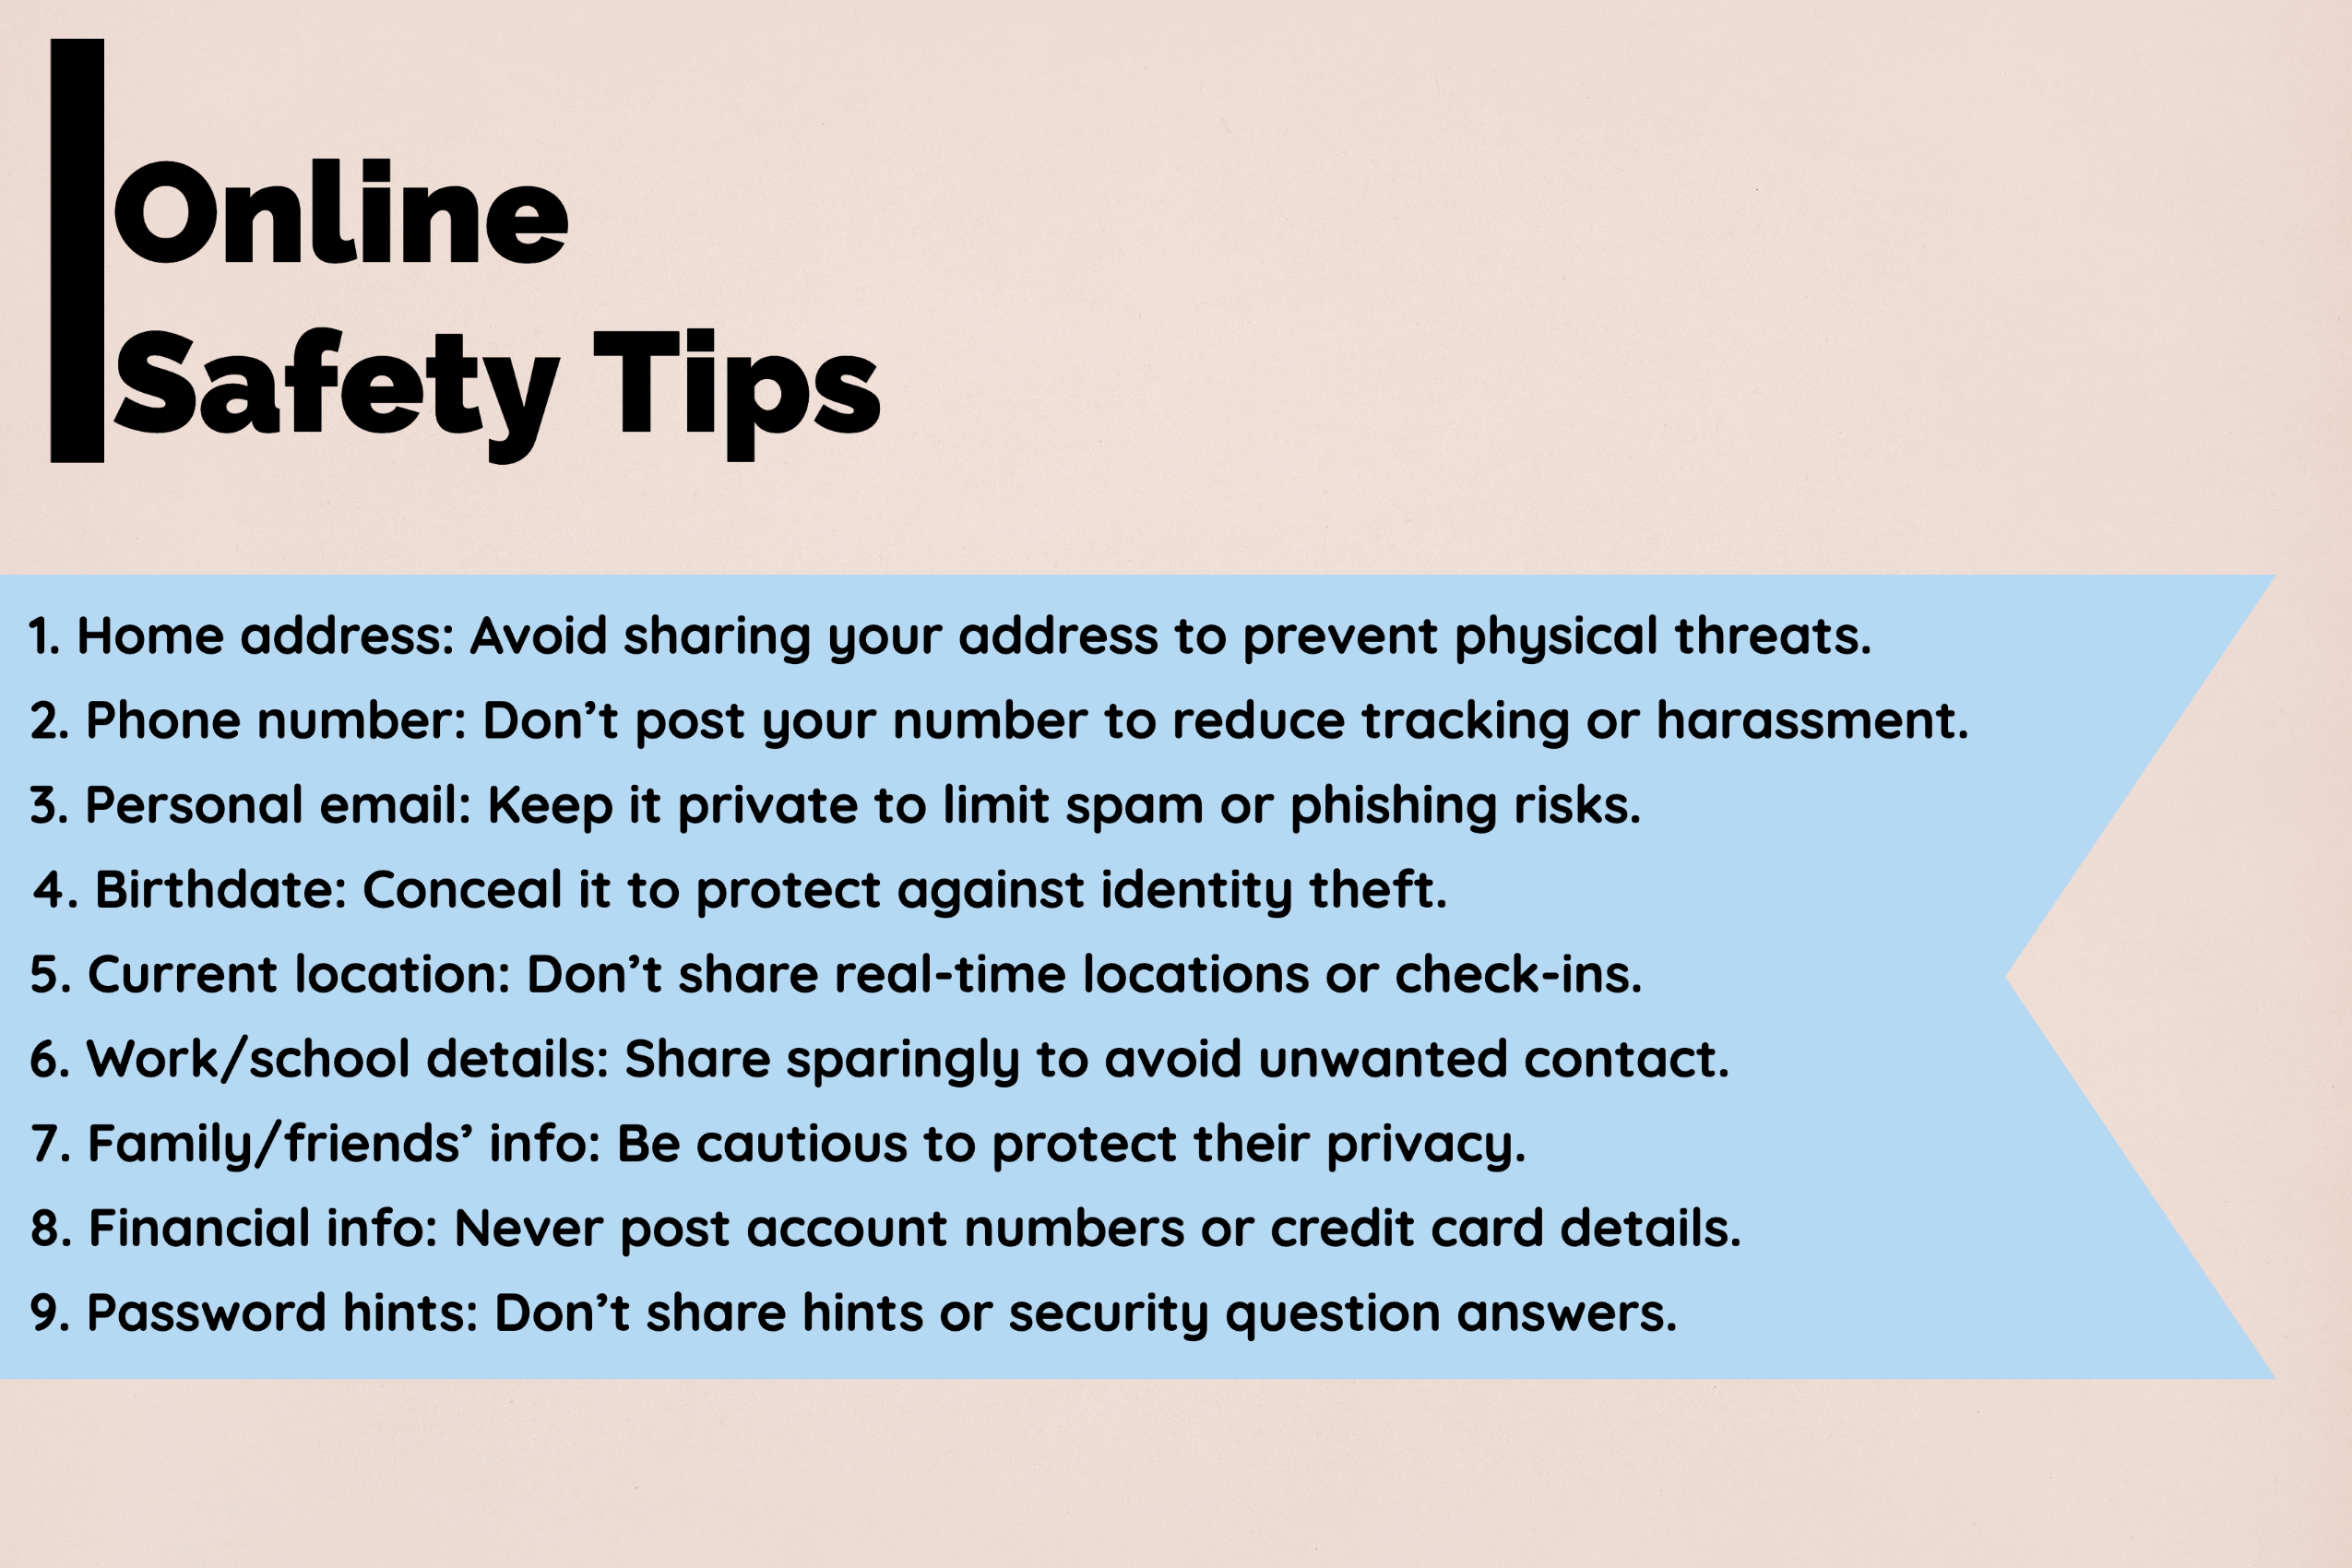 Online
Safety Tips
1. Home address: Avoid sharing your address to prevent physical threats.
2. Phone number: Don’t post your number to reduce tracking or harassment.
3. Personal email: Keep it private to limit spam or phishing risks.
4. Birthdate: Conceal it to protect against identity theft.
5. Current location: Don’t share real-time locations or check-ins.
6. Work/school details: Share sparingly to avoid unwanted contact.
7. Family/friends’ info: Be cautious to protect their privacy.
8. Financial info: Never post account numbers or credit card details.
9. Password hints: Don’t share hints or security question answers.